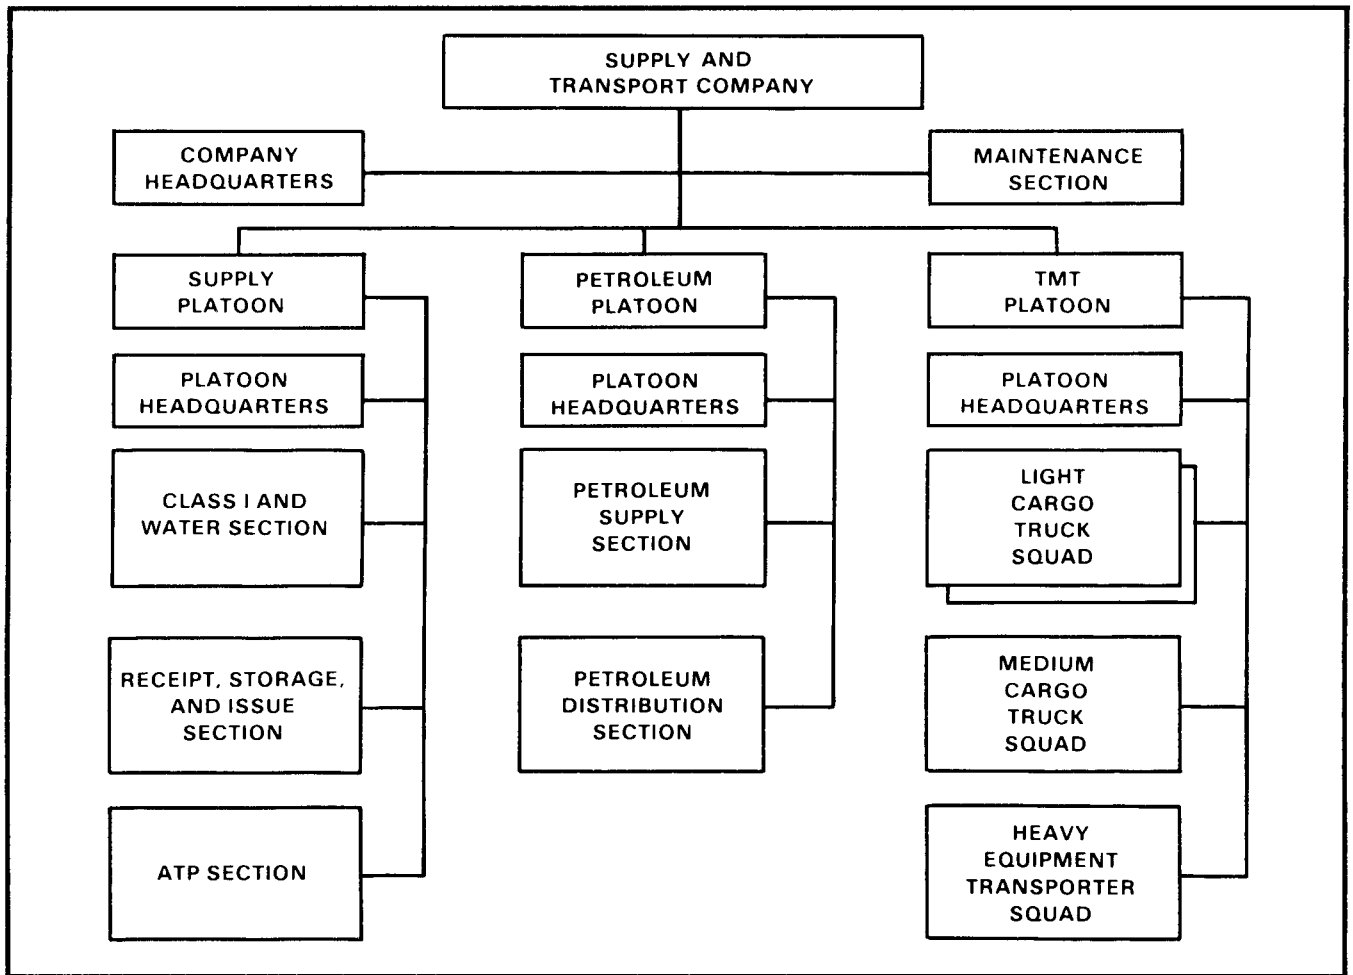 SUPPLY AND
TRANSPORT COMPANY
COMPANY
HEADQUARTERS
MAINTENANCE
SECTION
SUPPLY
PLATOON
PLATOON
HEADQUARTERS
CLASS I AND
WATER SECTION
RECEIPT, STORAGE,
AND ISSUE
SECTION
ATP SECTION
PETROLEUM
PLATOON
PLATOON
HEADQUARTERS
PETROLEUM
SUPPLY
SECTION
PETROLEUM
DISTRIBUTION
SECTION
TMT
PLATOON
PLATOON
HEADQUARTERS
LIGHT
CARGO
TRUCK
SQUAD
MEDIUM
CARGO
TRUCK
SQUAD
HEAVY
EQUIPMENT
TRANSPORTER
SQUAD